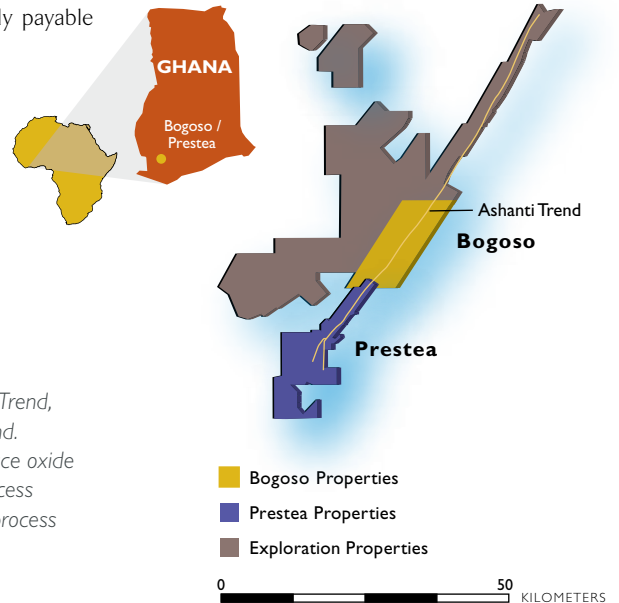 ly payable
GHANA
Bogoso /
Prestea
Ashanti Trend
Bogoso
Prestea
Trend,
nd.
ce oxide
cess
process
Bogoso Properties
Prestea Properties
Exploration Properties
0 50 KILOMETERS